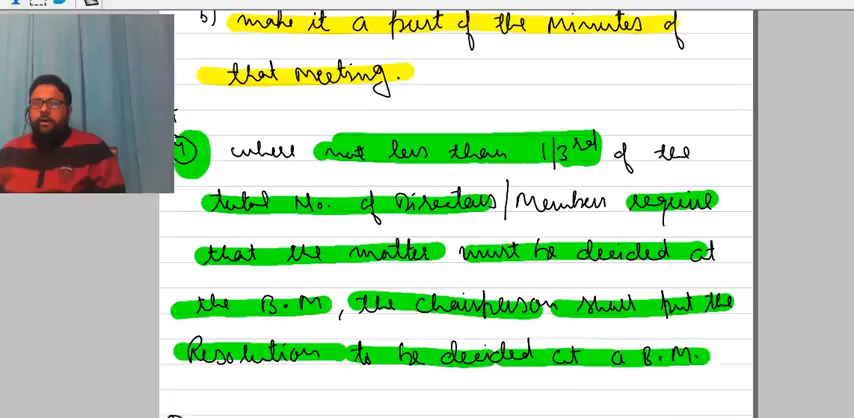 b) make it a part of the minutes of
that meeting.
4) where not less than 1/3rd of the
total No. of Directors/Members require
that the matter must be decided at
the B.M, the chairperson shall put the
Resolution to be decided at a B.M.